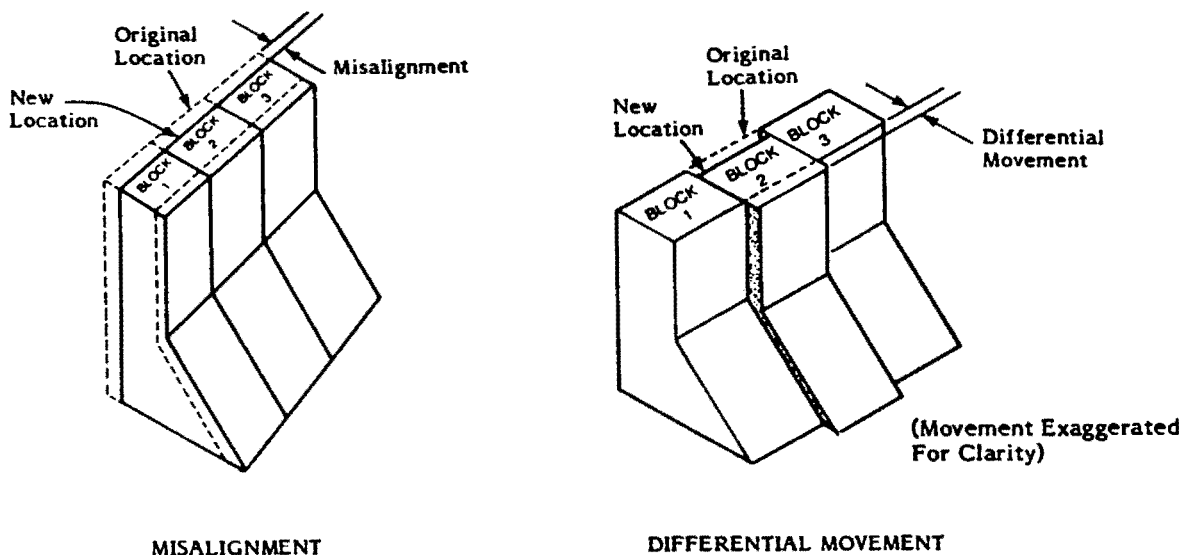 Original
Location
Misalignment
New
Location
BLOCK
1
BLOCK
2
BLOCK
3
MISALIGNMENT
Original
Location
New
Location
BLOCK
1
BLOCK
2
BLOCK
3
Differential
Movement
(Movement Exaggerated
For Clarity)
DIFFERENTIAL MOVEMENT